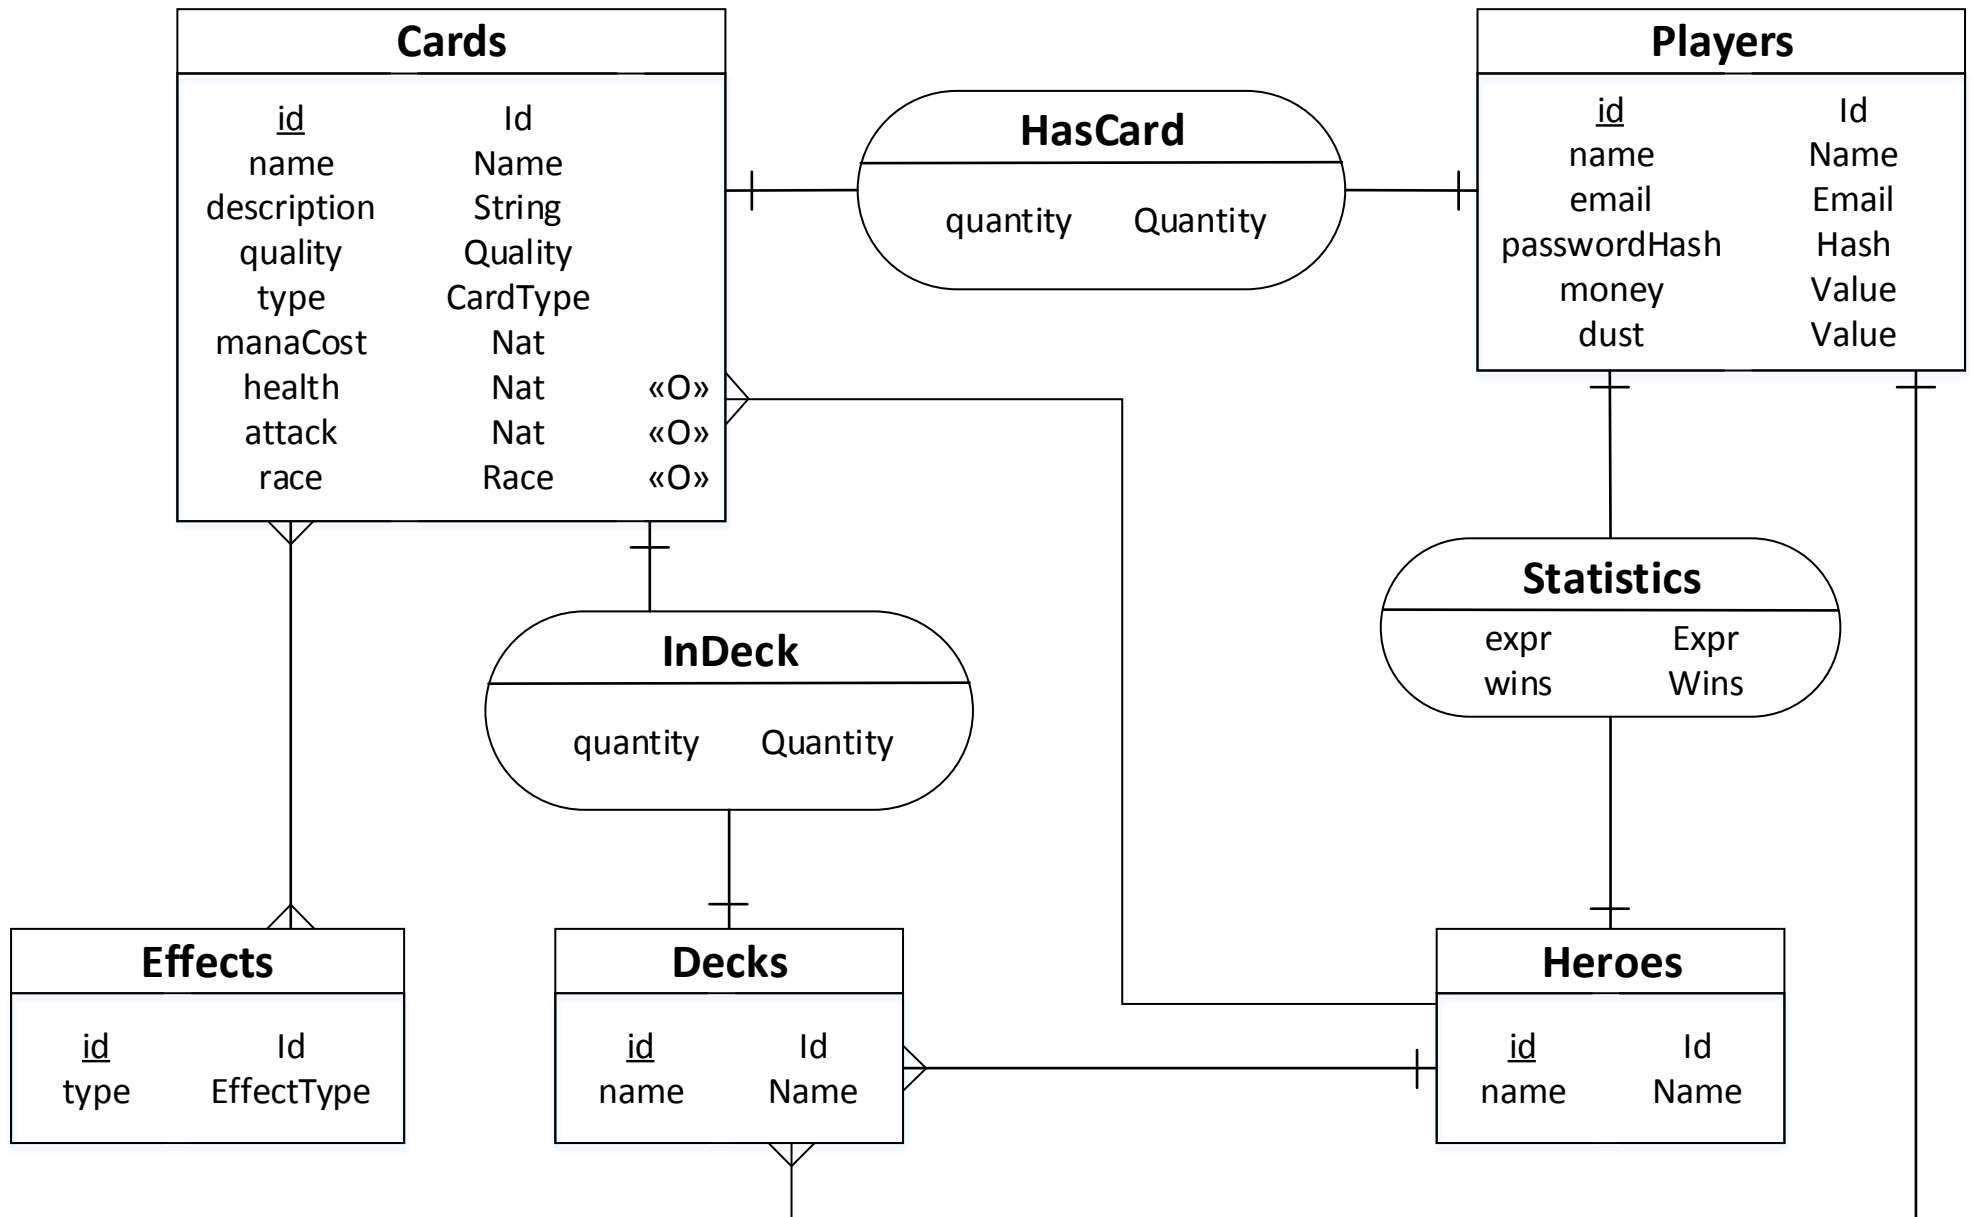 Cards
id Id
name Name
description String
quality Quality
type CardType
manaCost Nat
health Nat «O»
attack Nat «O»
race Race «O»
HasCard
quantity Quantity
Players
id Id
name Name
email Email
passwordHash Hash
money Value
dust Value
InDeck
quantity Quantity
Statistics
expr Expr
wins Wins
Effects
id Id
type EffectType
Decks
id Id
name Name
Heroes
id Id
name Name